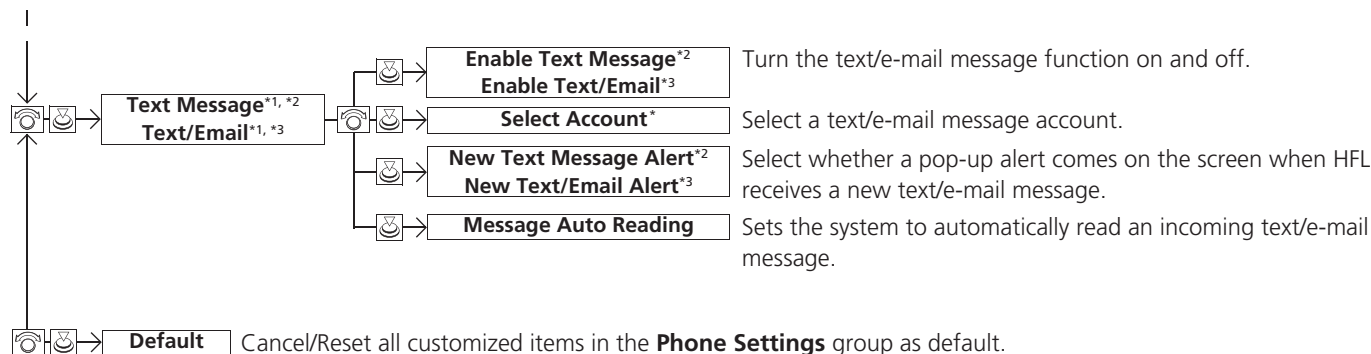 Enable Text Message*2
Enable Text/Email*3
Turn the text/e-mail message function on and off.
Text Message*1, *2
Text/Email*1, *3
Select Account*
Select a text/e-mail message account.
New Text Message Alert*2
New Text/Email Alert*3
Select whether a pop-up alert comes on the screen when HFL
receives a new text/e-mail message.
Message Auto Reading
Sets the system to automatically read an incoming text/e-mail
message.
Default
Cancel/Reset all customized items in the Phone Settings group as default.